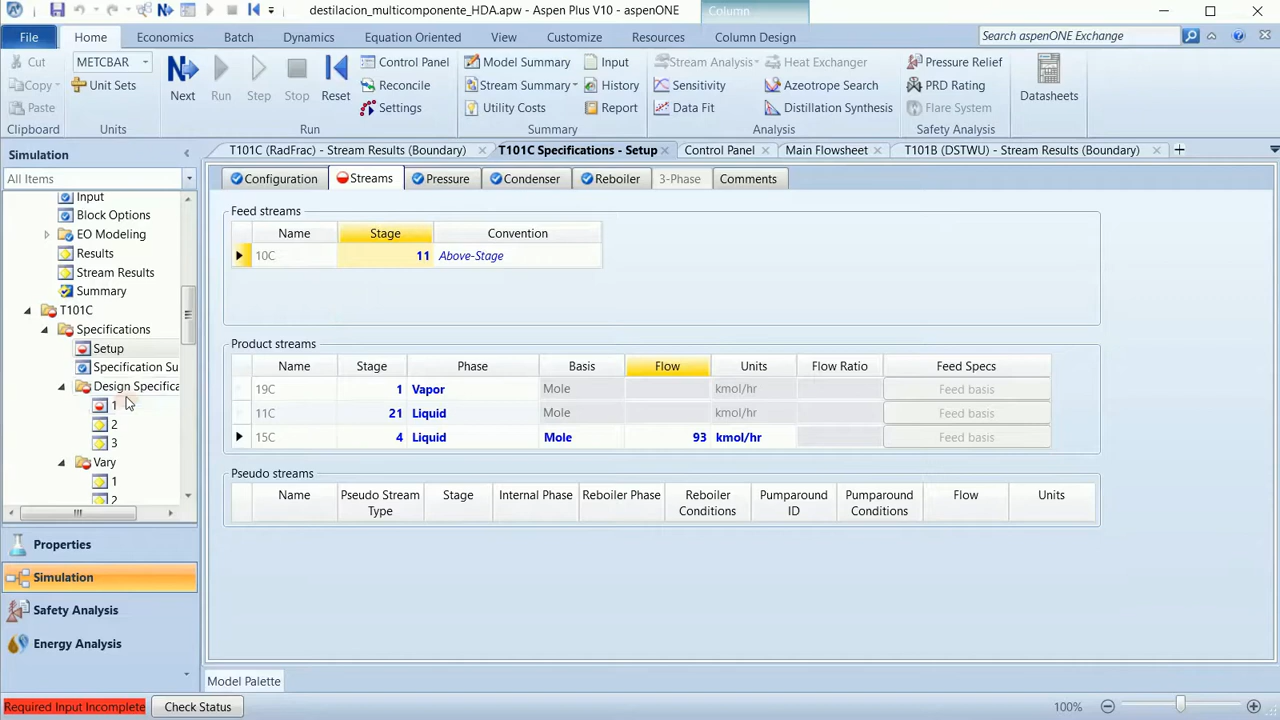 destilacion_multicomponente_HDA.apw - Aspen Plus V10 - aspenONE
Column
File
Home
Economics
Batch
Dynamics
Equation Oriented
View
Customize
Resources
Column Design
Search aspenONE Exchange
Cut
METCBAR
Control Panel
Model Summary
Input
Stream Analysis
Heat Exchanger
Pressure Relief
Copy
Unit Sets
Next
Run
Step
Stop
Reset
Reconcile
Stream Summary
History
Sensitivity
Azeotrope Search
PRD Rating
Datasheets
Paste
Settings
Utility Costs
Report
Data Fit
Distillation Synthesis
Flare System
Clipboard
Units
Run
Summary
Analysis
Safety Analysis
Simulation
T101C (RadFrac) - Stream Results (Boundary)
T101C Specifications - Setup
Control Panel
Main Flowsheet
T101B (DSTWU) - Stream Results (Boundary)
All Items
Configuration
Streams
Pressure
Condenser
Reboiler
3-Phase
Comments
Input
Block Options
EO Modeling
Results
Stream Results
Summary
T101C
Specifications
Setup
Specification Su
Design Specifica
1
2
3
Vary
1
2
Properties
Simulation
Safety Analysis
Energy Analysis
Feed streams
Name Stage Convention
10C 11 Above-Stage
Product streams
Name Stage Phase Basis Flow Units Flow Ratio Feed Specs
19C 1 Vapor Mole kmol/hr Feed basis
11C 21 Liquid Mole kmol/hr Feed basis
15C 4 Liquid Mole 93 kmol/hr Feed basis
Pseudo streams
Name Pseudo Stream Type Stage Internal Phase Reboiler Phase Reboiler Conditions Pumparound ID Pumparound Conditions Flow Units
Model Palette
Required Input Incomplete
Check Status
100%